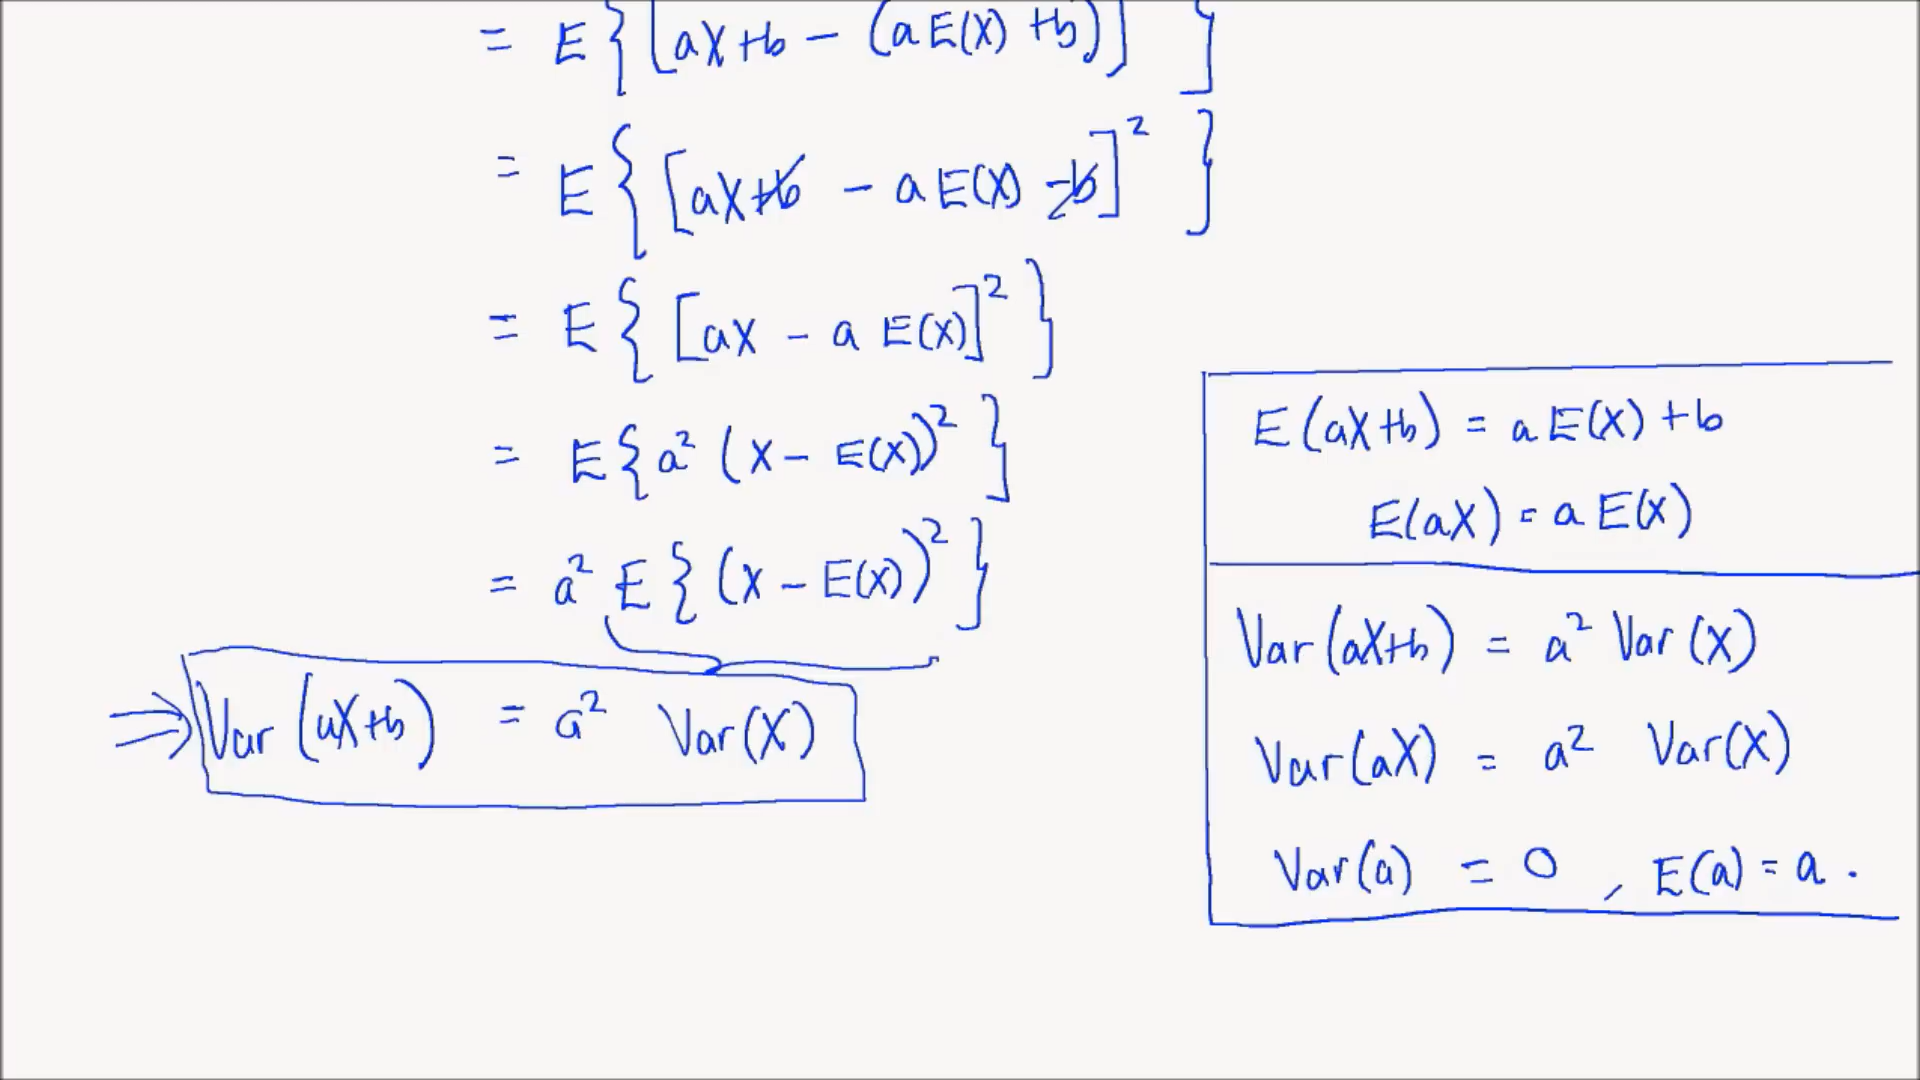 = E{[aX+b - (a E(X) +b)] }
= E{[aX+b - a E(X) -b]² }
= E{[aX - a E(X)]²}
= E{a² (X - E(X))²}
= a² E{(X - E(X))²}
⇒ Var(aX+b) = a² Var(X)
E(aX+b) = a E(X) +b
E(aX) = a E(X)
Var(aX+b) = a² Var(X)
Var(aX) = a² Var(X)
Var(a) = 0 , E(a) = a .